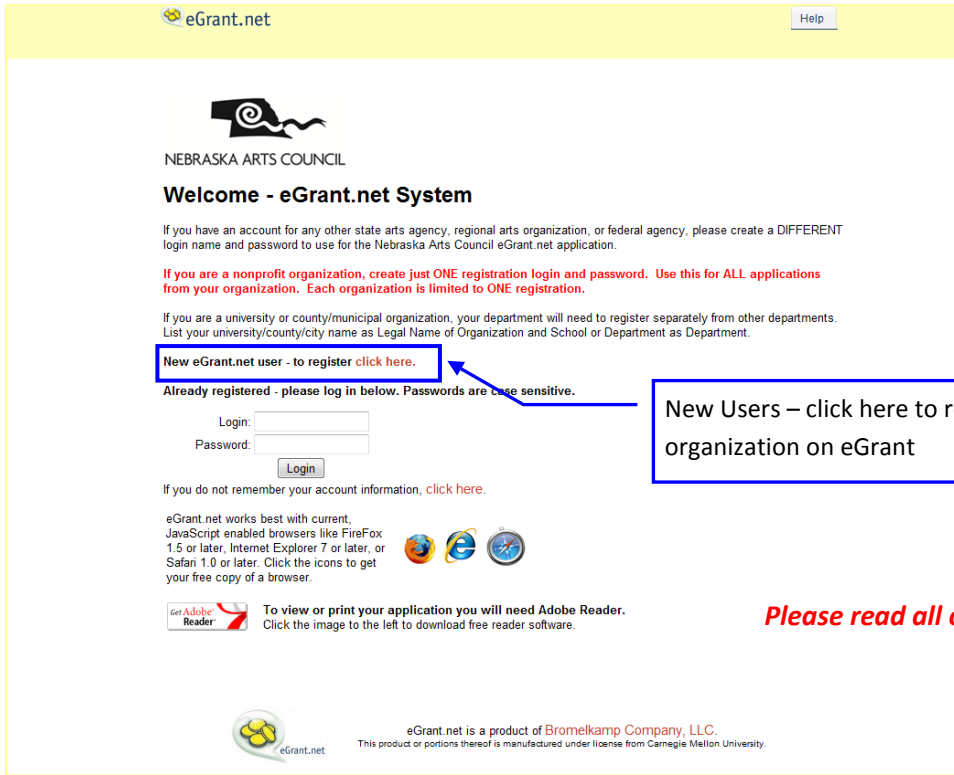 eGrant.net
Help
NEBRASKA ARTS COUNCIL
Welcome - eGrant.net System
If you have an account for any other state arts agency, regional arts organization, or federal agency, please create a DIFFERENT
login name and password to use for the Nebraska Arts Council eGrant.net application.
If you are a nonprofit organization, create just ONE registration login and password. Use this for ALL applications
from your organization. Each organization is limited to ONE registration.
If you are a university or county/municipal organization, your department will need to register separately from other departments.
List your university/county/city name as Legal Name of Organization and School or Department as Department.
New eGrant.net user - to register click here.
Already registered - please log in below. Passwords are case sensitive.
New Users – click here to
organization on eGrant
Login:
Password:
Login
If you do not remember your account information, click here.
eGrant.net works best with current,
JavaScript enabled browsers like FireFox
1.5 or later, Internet Explorer 7 or later, or
Safari 1.0 or later. Click the icons to get
your free copy of a browser.
Get Adobe
Reader
To view or print your application you will need Adobe Reader.
Click the image to the left to download free reader software.
Please read all
eGrant.net
eGrant.net is a product of Bromelkamp Company, LLC.
This product or portions thereof is manufactured under license from Carnegie Mellon University.